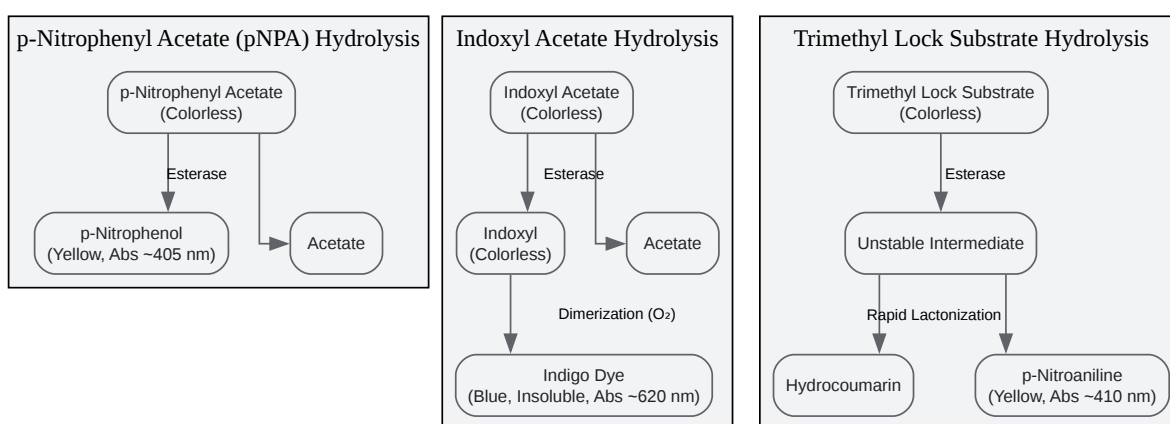 p-Nitrophenyl Acetate (pNPA) Hydrolysis
p-Nitrophenyl Acetate
(Colorless)
Esterase
p-Nitrophenol
(Yellow, Abs ~405 nm)
Acetate
Indoxyl Acetate Hydrolysis
Indoxyl Acetate
(Colorless)
Esterase
Indoxyl
(Colorless)
Acetate
Dimerization (O₂)
Indigo Dye
(Blue, Insoluble, Abs ~620 nm)
Trimethyl Lock Substrate Hydrolysis
Trimethyl Lock Substrate
(Colorless)
Esterase
Unstable Intermediate
Rapid Lactonization
Hydrocoumarin
p-Nitroaniline
(Yellow, Abs ~410 nm)